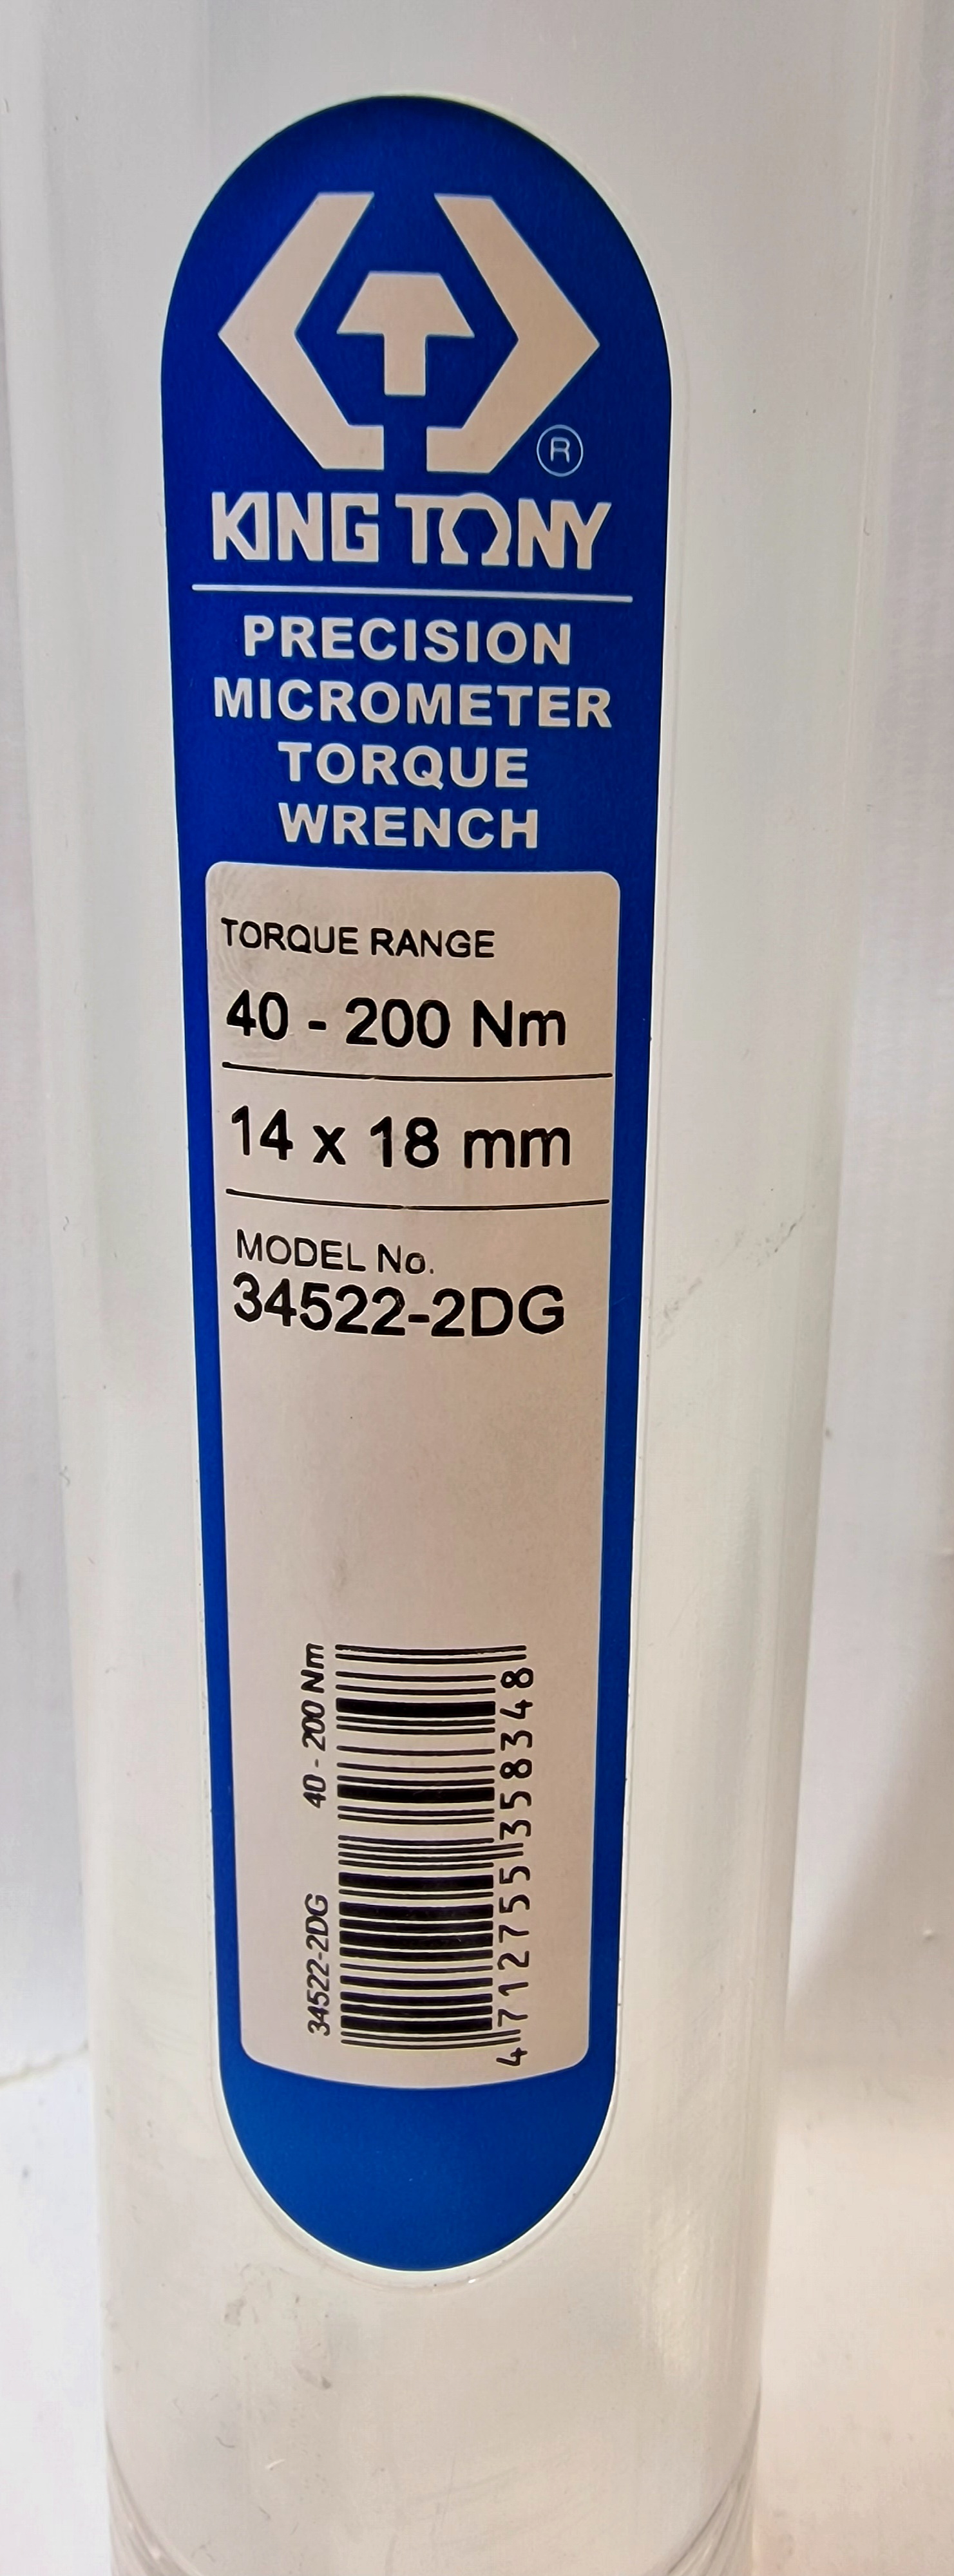 ®
KING TONY
PRECISION
MICROMETER
TORQUE
WRENCH
TORQUE RANGE
40 - 200 Nm
14 x 18 mm
MODEL No.
34522-2DG
34522-2DG 40 - 200 Nm
4 712755 358348